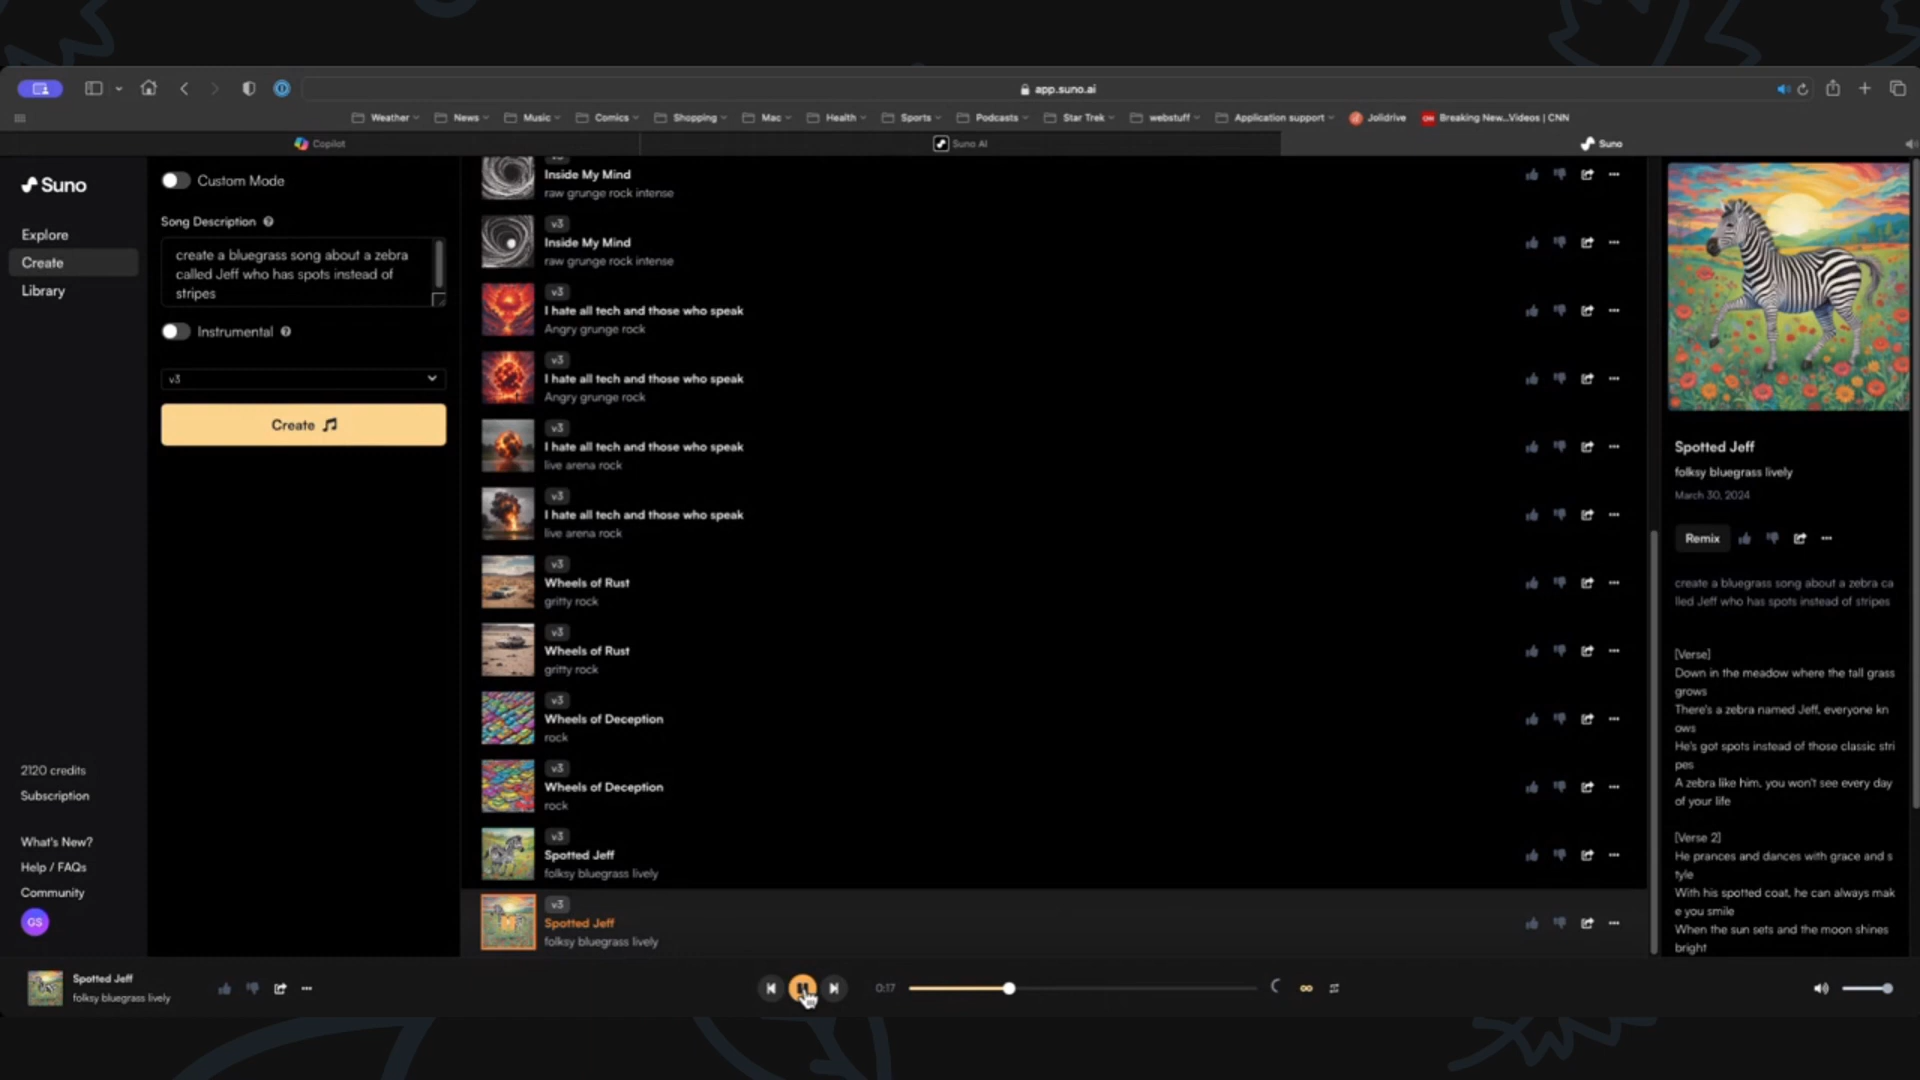 app.suno.ai
Weather
News
Music
Comics
Shopping
Mac
Health
Sports
Podcasts
Star Trek
webstuff
Application support
Jolidrive
Breaking New...Videos | CNN
Copilot
Suno AI
Suno
Suno
Explore
Create
Library
2120 credits
Subscription
What's New?
Help / FAQs
Community
GS
Custom Mode
Song Description
create a bluegrass song about a zebra
called Jeff who has spots instead of
stripes
Instrumental
v3
Create
Inside My Mind
raw grunge rock intense
v3
Inside My Mind
raw grunge rock intense
v3
I hate all tech and those who speak
Angry grunge rock
v3
I hate all tech and those who speak
Angry grunge rock
v3
I hate all tech and those who speak
live arena rock
v3
I hate all tech and those who speak
live arena rock
v3
Wheels of Rust
gritty rock
v3
Wheels of Rust
gritty rock
v3
Wheels of Deception
rock
v3
Wheels of Deception
rock
v3
Spotted Jeff
folksy bluegrass lively
v3
Spotted Jeff
folksy bluegrass lively
Spotted Jeff
folksy bluegrass lively
March 30, 2024
Remix
create a bluegrass song about a zebra ca
lled Jeff who has spots instead of stripes
[Verse]
Down in the meadow where the tall grass
grows
There's a zebra named Jeff, everyone kn
ows
He's got spots instead of those classic stri
pes
A zebra like him, you won't see every day
of your life
[Verse 2]
He prances and dances with grace and s
tyle
With his spotted coat, he can always mak
e you smile
When the sun sets and the moon shines
bright
Spotted Jeff
folksy bluegrass lively
0:17